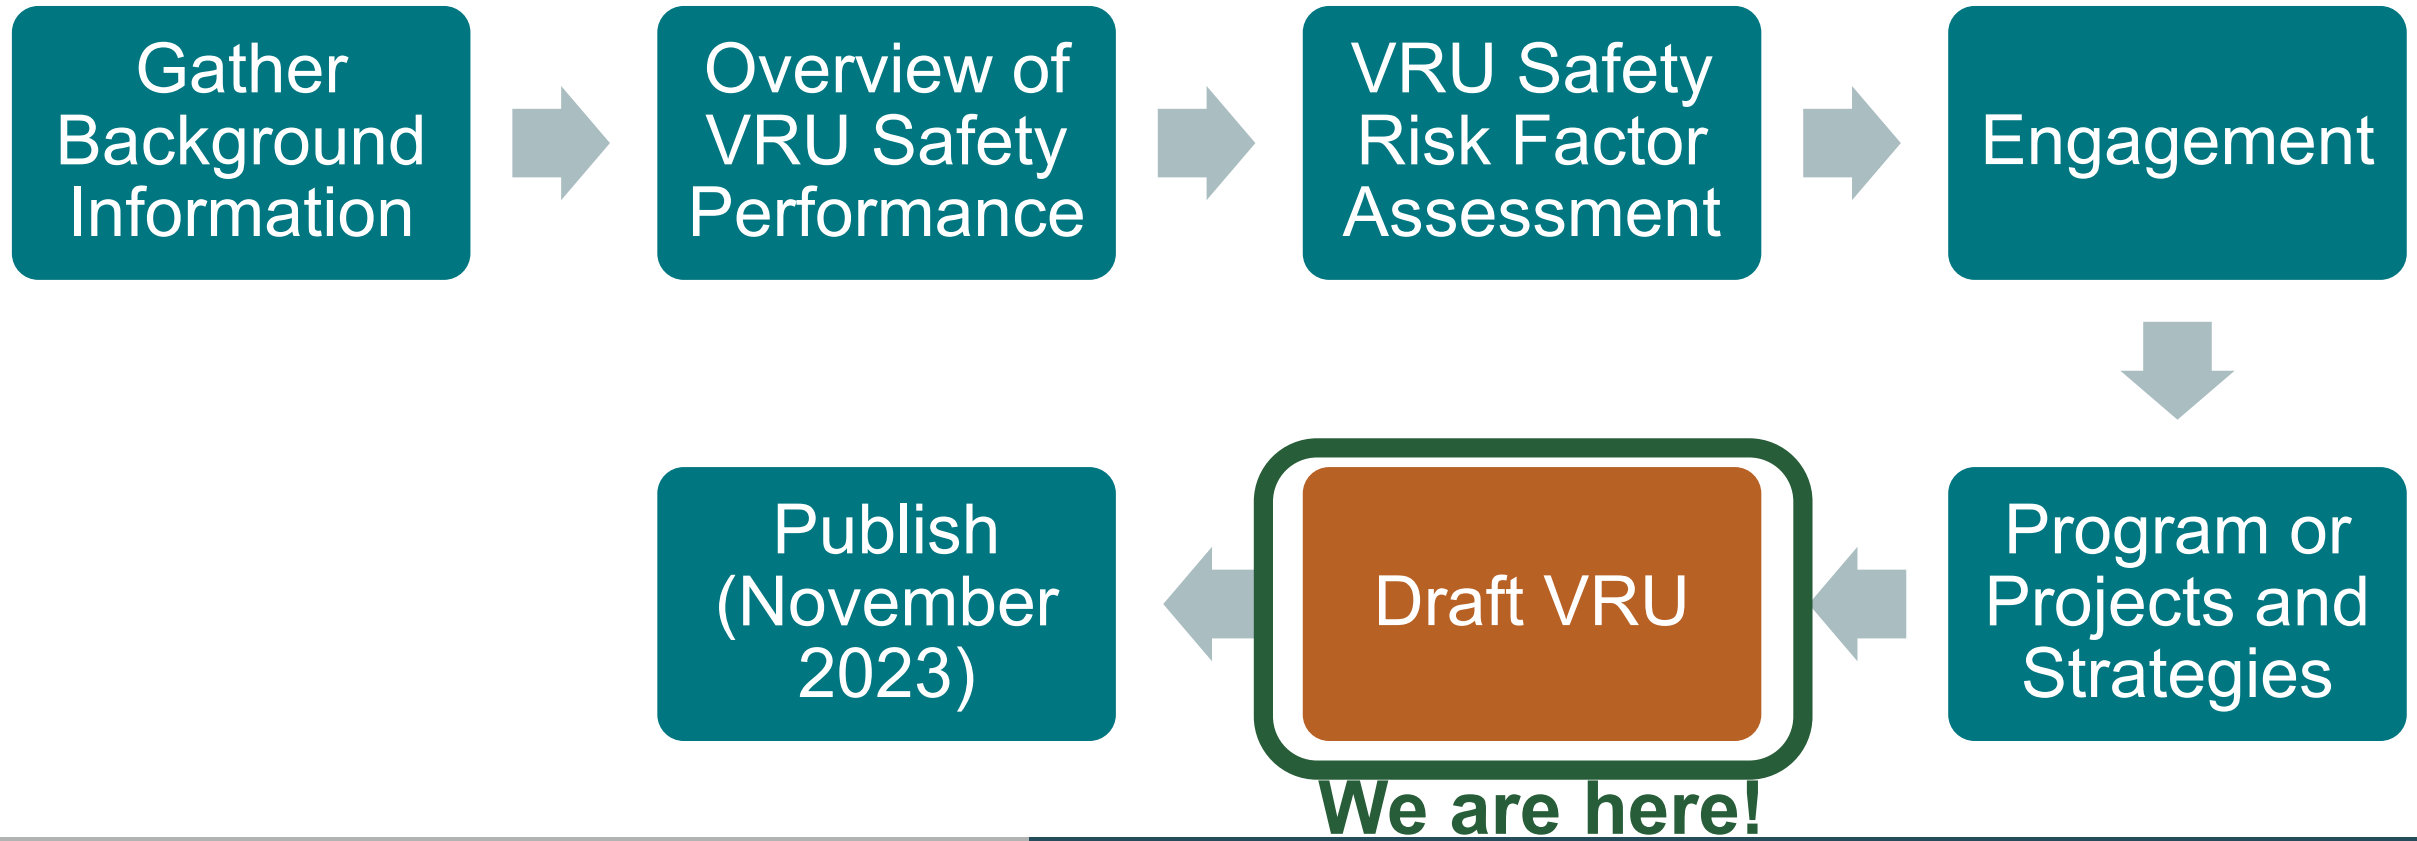 Gather
Background
Information
Overview of
VRU Safety
Performance
VRU Safety
Risk Factor
Assessment
Engagement
Program or
Projects and
Strategies
Draft VRU
We are here!
Publish
(November
2023)